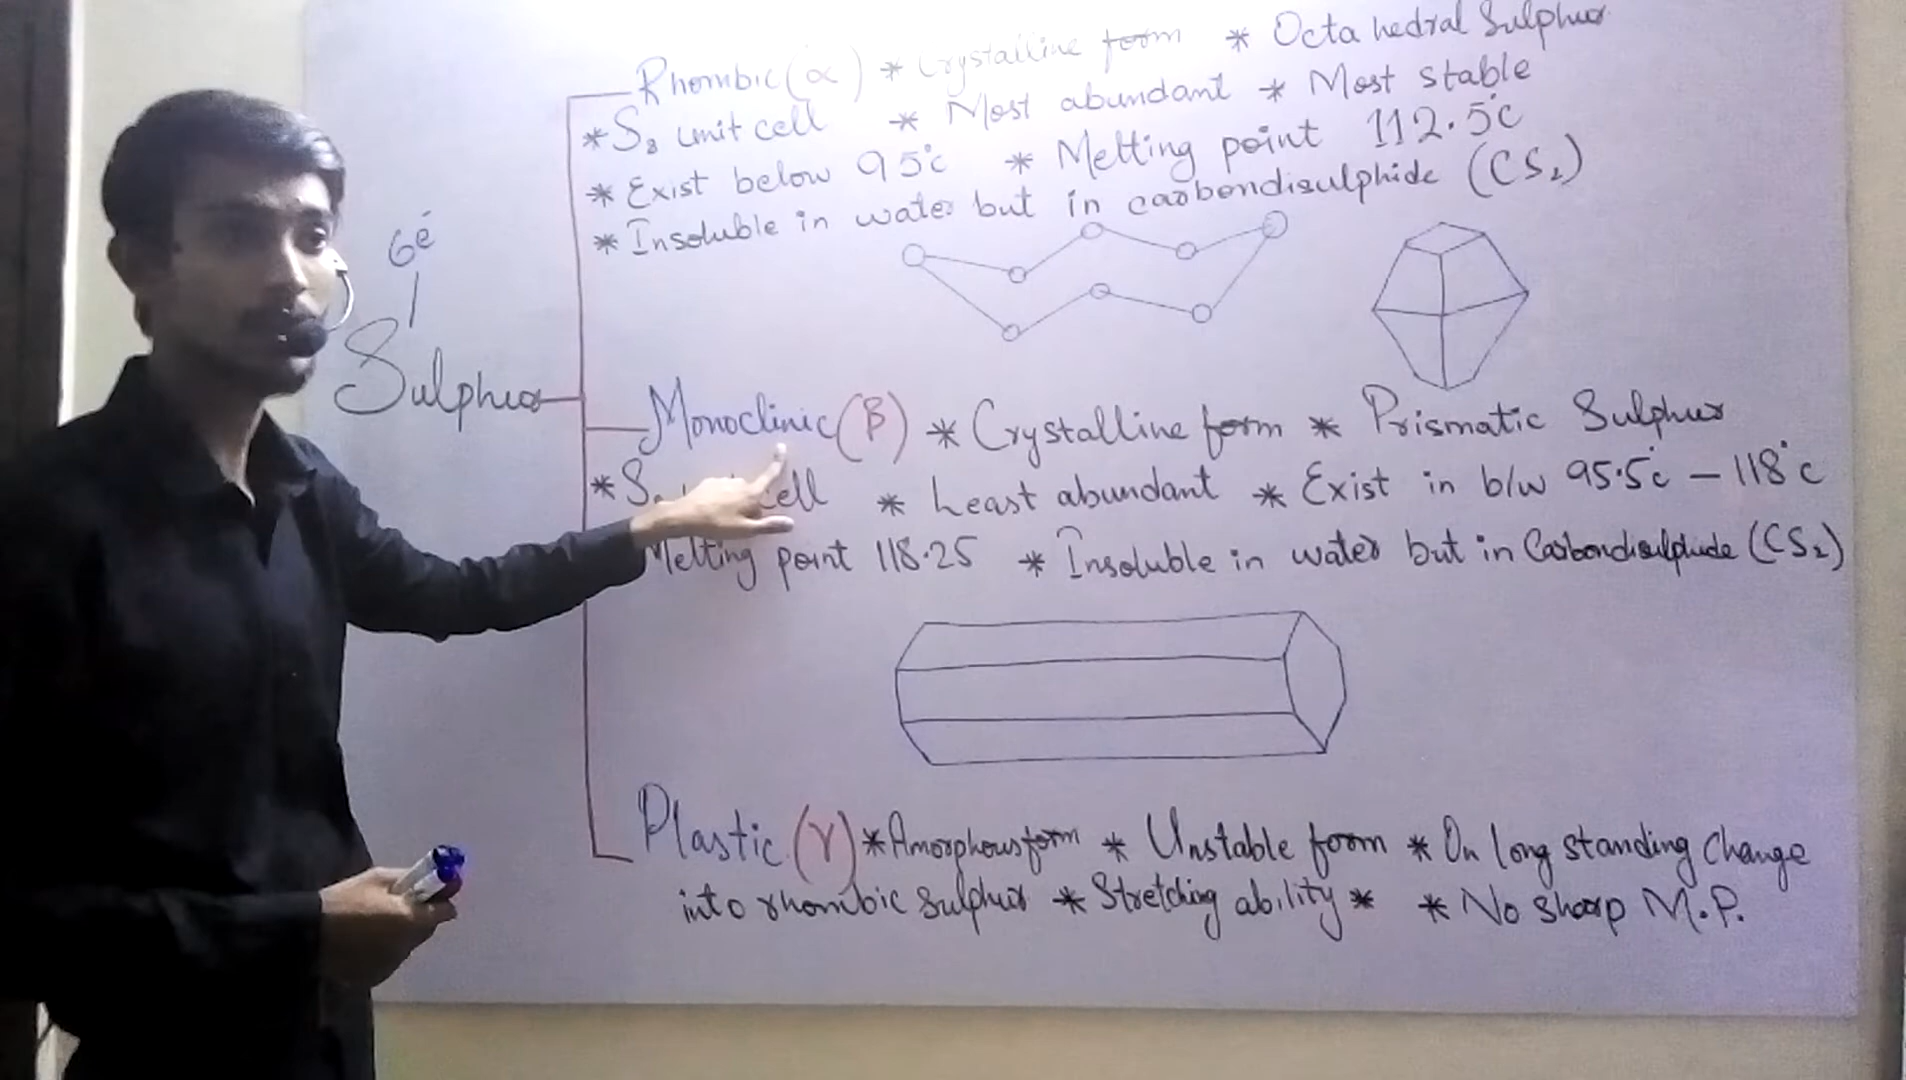 Rhombic (α) * Crystalline form * Octahedral Sulphur
* S8 unit cell * Most abundant * Most stable
* Exist below 95°c * Melting point 112.5°c
* Insoluble in water but in carbondisulphide (CS2)
6e
Sulphur
Monoclinic (β) * Crystalline form * Prismatic Sulphur
* S cell * Least abundant * Exist in b/w 95.5°c – 118°c
Melting point 118.25 * Insoluble in water but in Carbondisulphide (CS2)
Plastic (γ) * Amorphous form * Unstable form * On long standing Change
into rhombic Sulphur * Stretching ability * * No Sharp M.P.